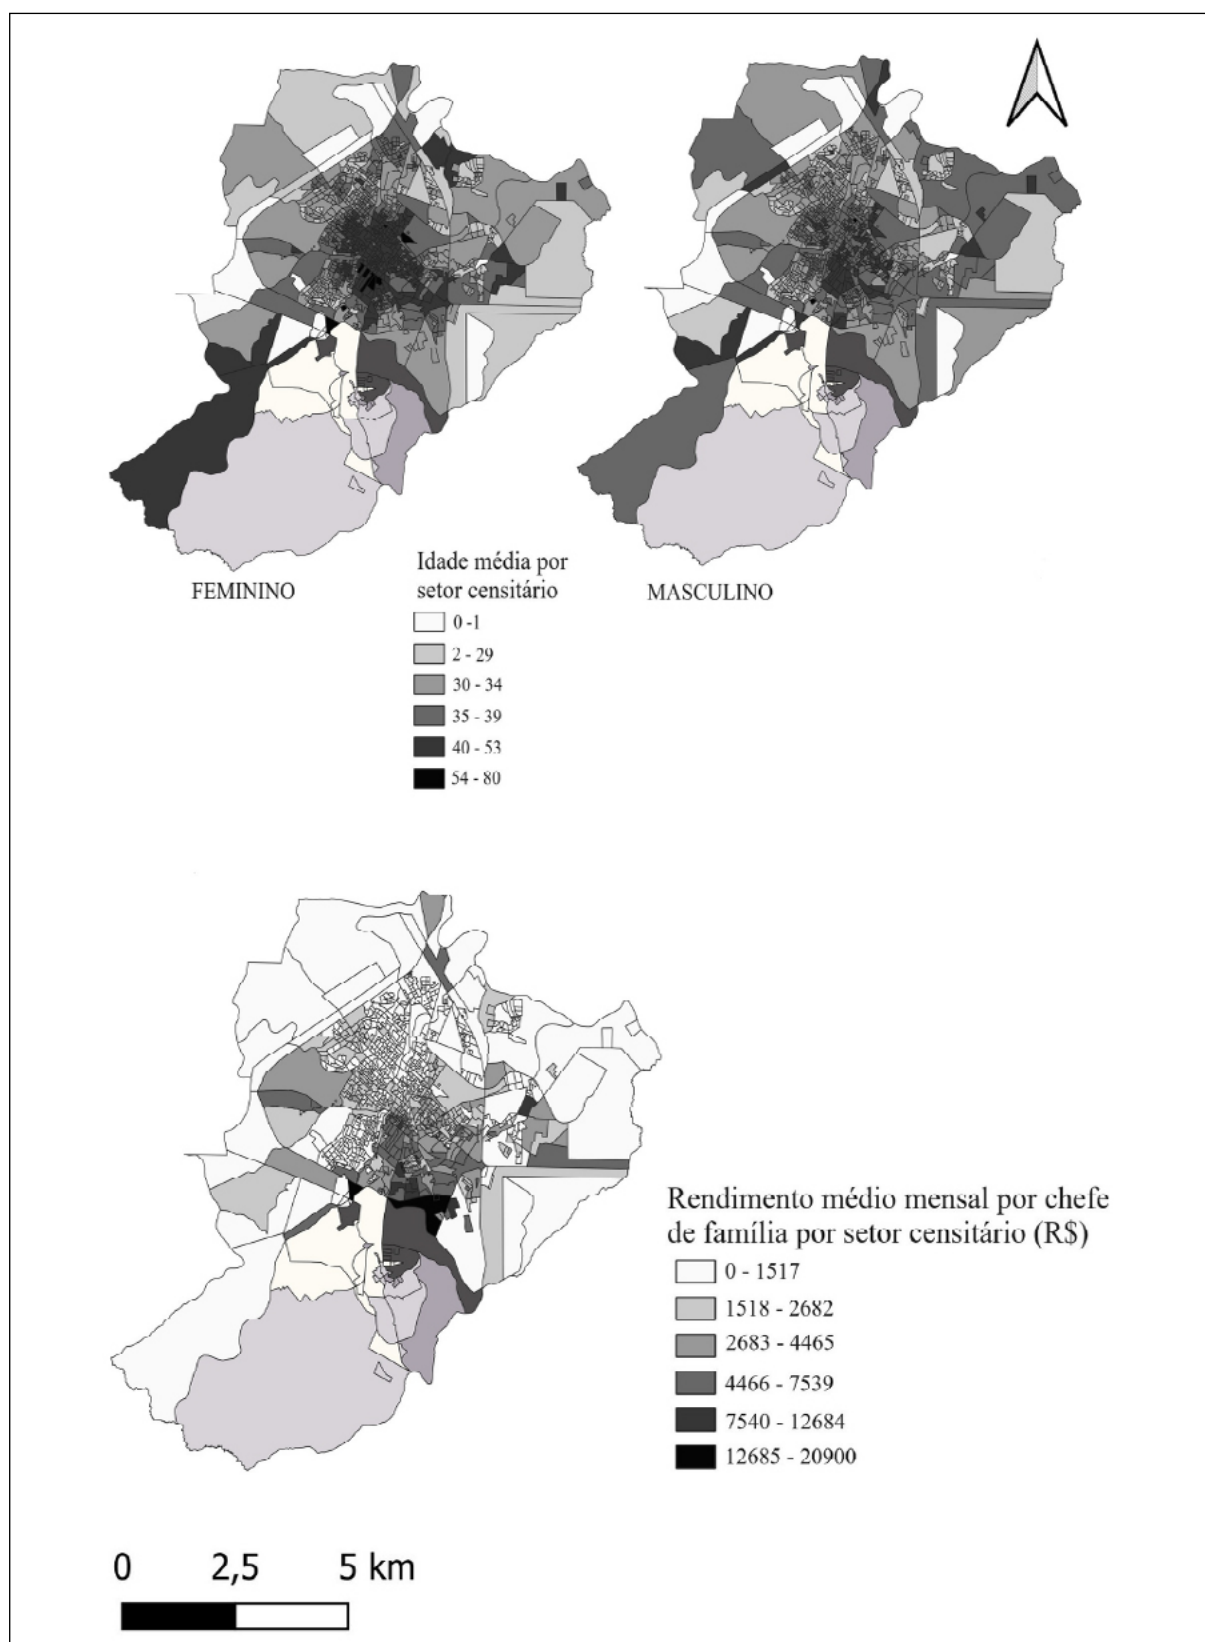 FEMININO
Idade média por
setor censitário
MASCULINO
0 -1
2 - 29
30 - 34
35 - 39
40 - 53
54 - 80
Rendimento médio mensal por chefe
de família por setor censitário (R$)
0 - 1517
1518 - 2682
2683 - 4465
4466 - 7539
7540 - 12684
12685 - 20900
0 2,5 5 km